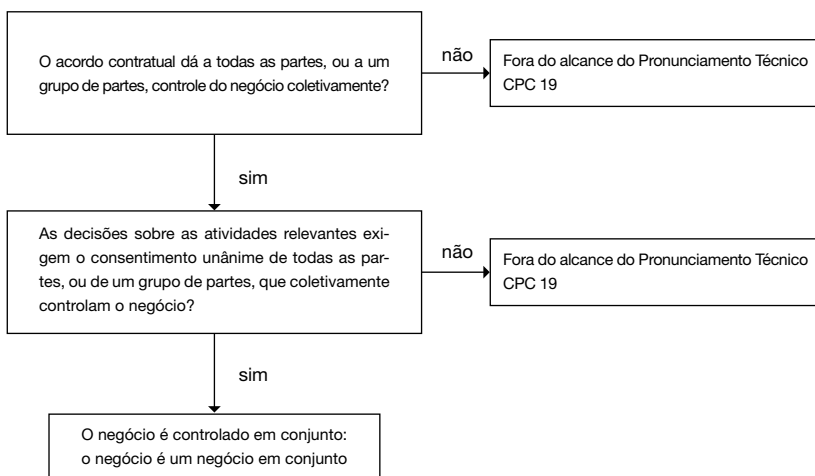 O acordo contratual dá a todas as partes, ou a um
grupo de partes, controle do negócio coletivamente?
não
Fora do alcance do Pronunciamento Técnico
CPC 19
sim
As decisões sobre as atividades relevantes exi-
gem o consentimento unânime de todas as par-
tes, ou de um grupo de partes, que coletivamente
controlam o negócio?
não
Fora do alcance do Pronunciamento Técnico
CPC 19
sim
O negócio é controlado em conjunto:
o negócio é um negócio em conjunto